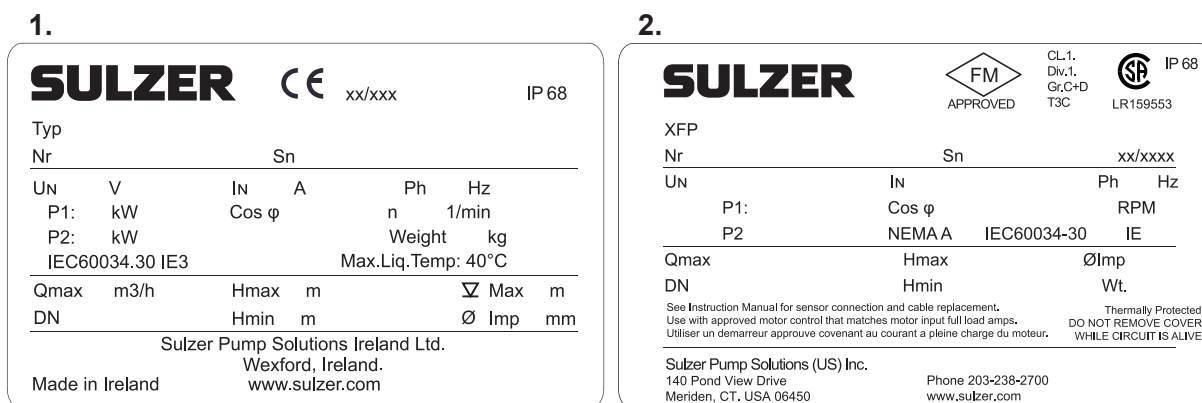 1.
SULZER CE xx/xxx IP 68
Typ
Nr Sn
UN V IN A Ph Hz
P1: kW Cos φ n 1/min
P2: kW Weight kg
IEC60034.30 IE3 Max.Liq.Temp: 40°C
Qmax m3/h Hmax m Max m
DN Hmin m Ø Imp mm
Sulzer Pump Solutions Ireland Ltd.
Wexford, Ireland.
Made in Ireland www.sulzer.com
2.
SULZER
FM
APPROVED
CL.1.
Div.1.
Gr.C+D
T3C
SA IP 68
LR159553
XFP
Nr Sn xx/xxxx
UN IN Ph Hz
P1: Cos φ RPM
P2 NEMA A IEC60034-30 IE
Qmax Hmax ØImp
DN Hmin Wt.
See Instruction Manual for sensor connection and cable replacement.
Use with approved motor control that matches motor input full load amps.
Utiliser un demarreur approuve covenant au courant a pleine charge du moteur.
Thermally Protected
DO NOT REMOVE COVER
WHILE CIRCUIT IS ALIVE
Sulzer Pump Solutions (US) Inc.
140 Pond View Drive Phone 203-238-2700
Meriden, CT. USA 06450 www.sulzer.com